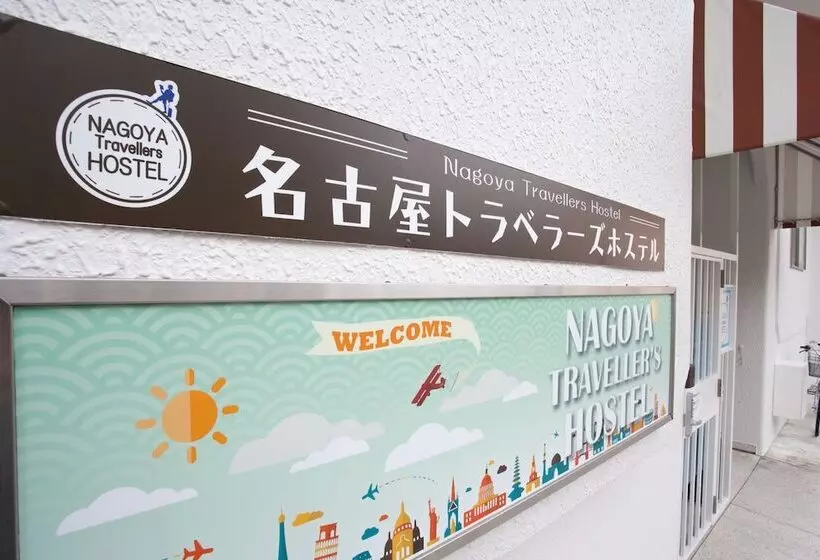 NAGOYA
Travellers
HOSTEL
Nagoya Travellers Hostel
名古屋トラベラーズホステル
WELCOME
NAGOYA
TRAVELLER'S
HOSTEL